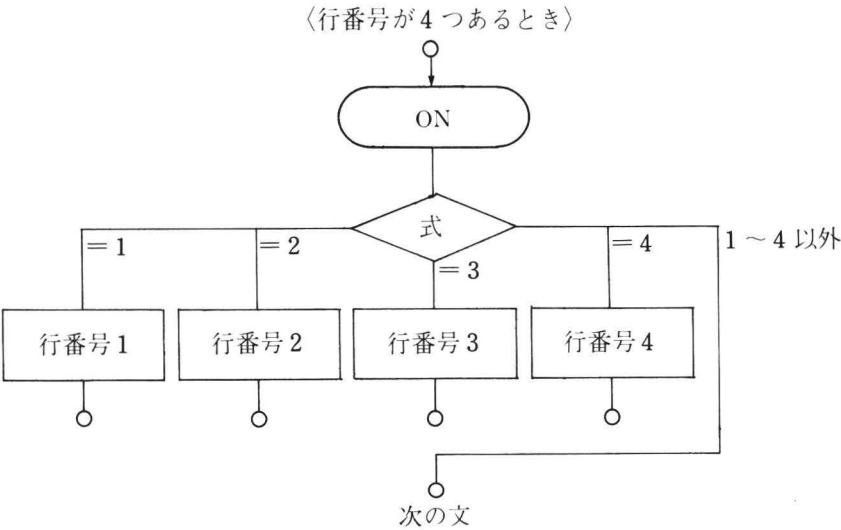 〈行番号が4つあるとき〉
ON
式
=1
=2
=3
=4
1～4以外
行番号1
行番号2
行番号3
行番号4
次の文